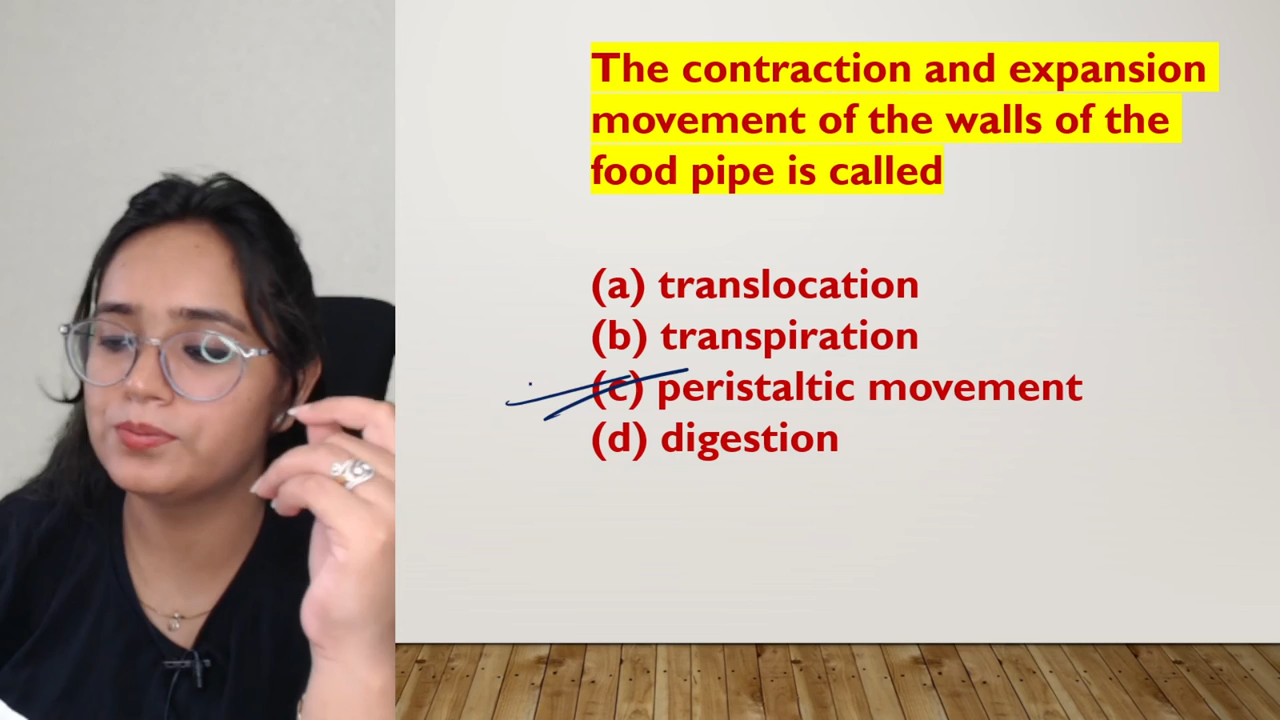 The contraction and expansion
movement of the walls of the
food pipe is called
(a) translocation
(b) transpiration
(c) peristaltic movement
(d) digestion